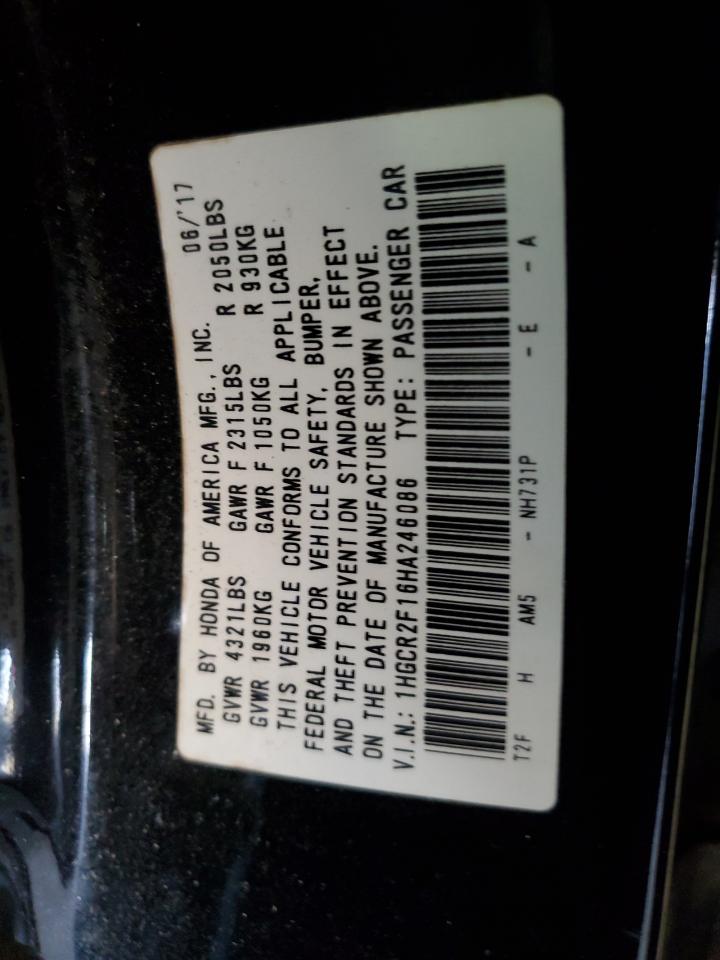 MFD. BY HONDA OF AMERICA MFG., INC. 06/'17
GVWR 4321LBS GAWR F 2315LBS R 2050LBS
GVWR 1960KG GAWR F 1050KG R 930KG
THIS VEHICLE CONFORMS TO ALL APPLICABLE
FEDERAL MOTOR VEHICLE SAFETY, BUMPER,
AND THEFT PREVENTION STANDARDS IN EFFECT
ON THE DATE OF MANUFACTURE SHOWN ABOVE.
V.I.N.: 1HGCR2F16HA246086 TYPE: PASSENGER CAR
T2F H AM5 - NH731P - E - A